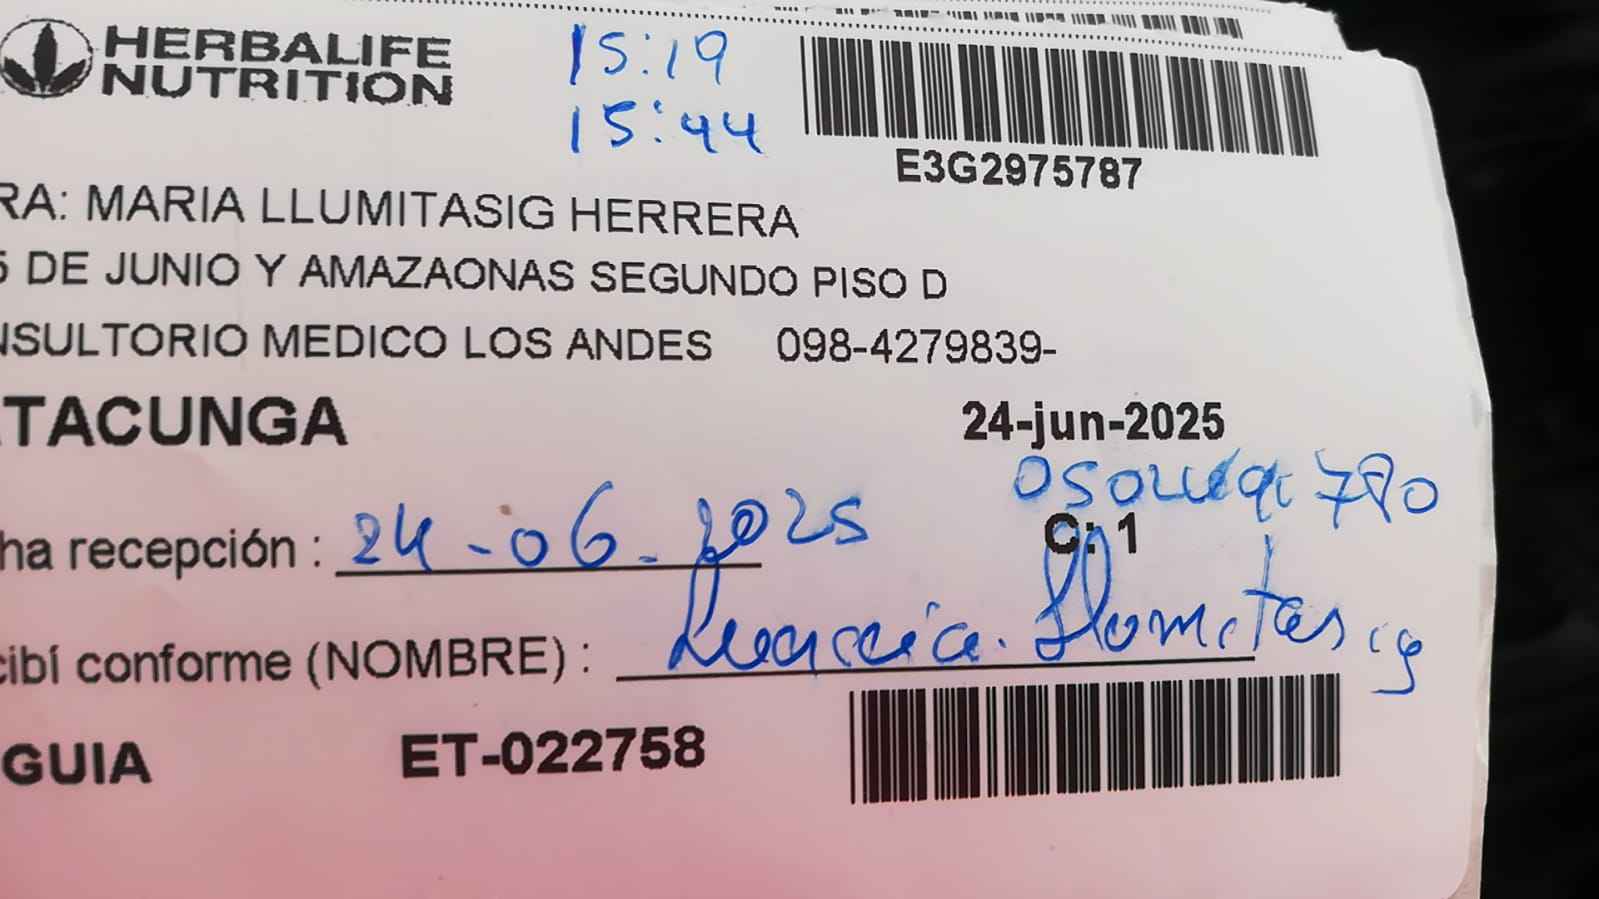 HERBALIFE
NUTRITION
15:19
15:44
E3G2975787
RA: MARIA LLUMITASIG HERRERA
5 DE JUNIO Y AMAZAONAS SEGUNDO PISO D
NSULTORIO MEDICO LOS ANDES 098-4279839-
TACUNGA 24-jun-2025
ha recepción : 24-06-2025
C: 1
cibí conforme (NOMBRE) :
GUIA ET-022758